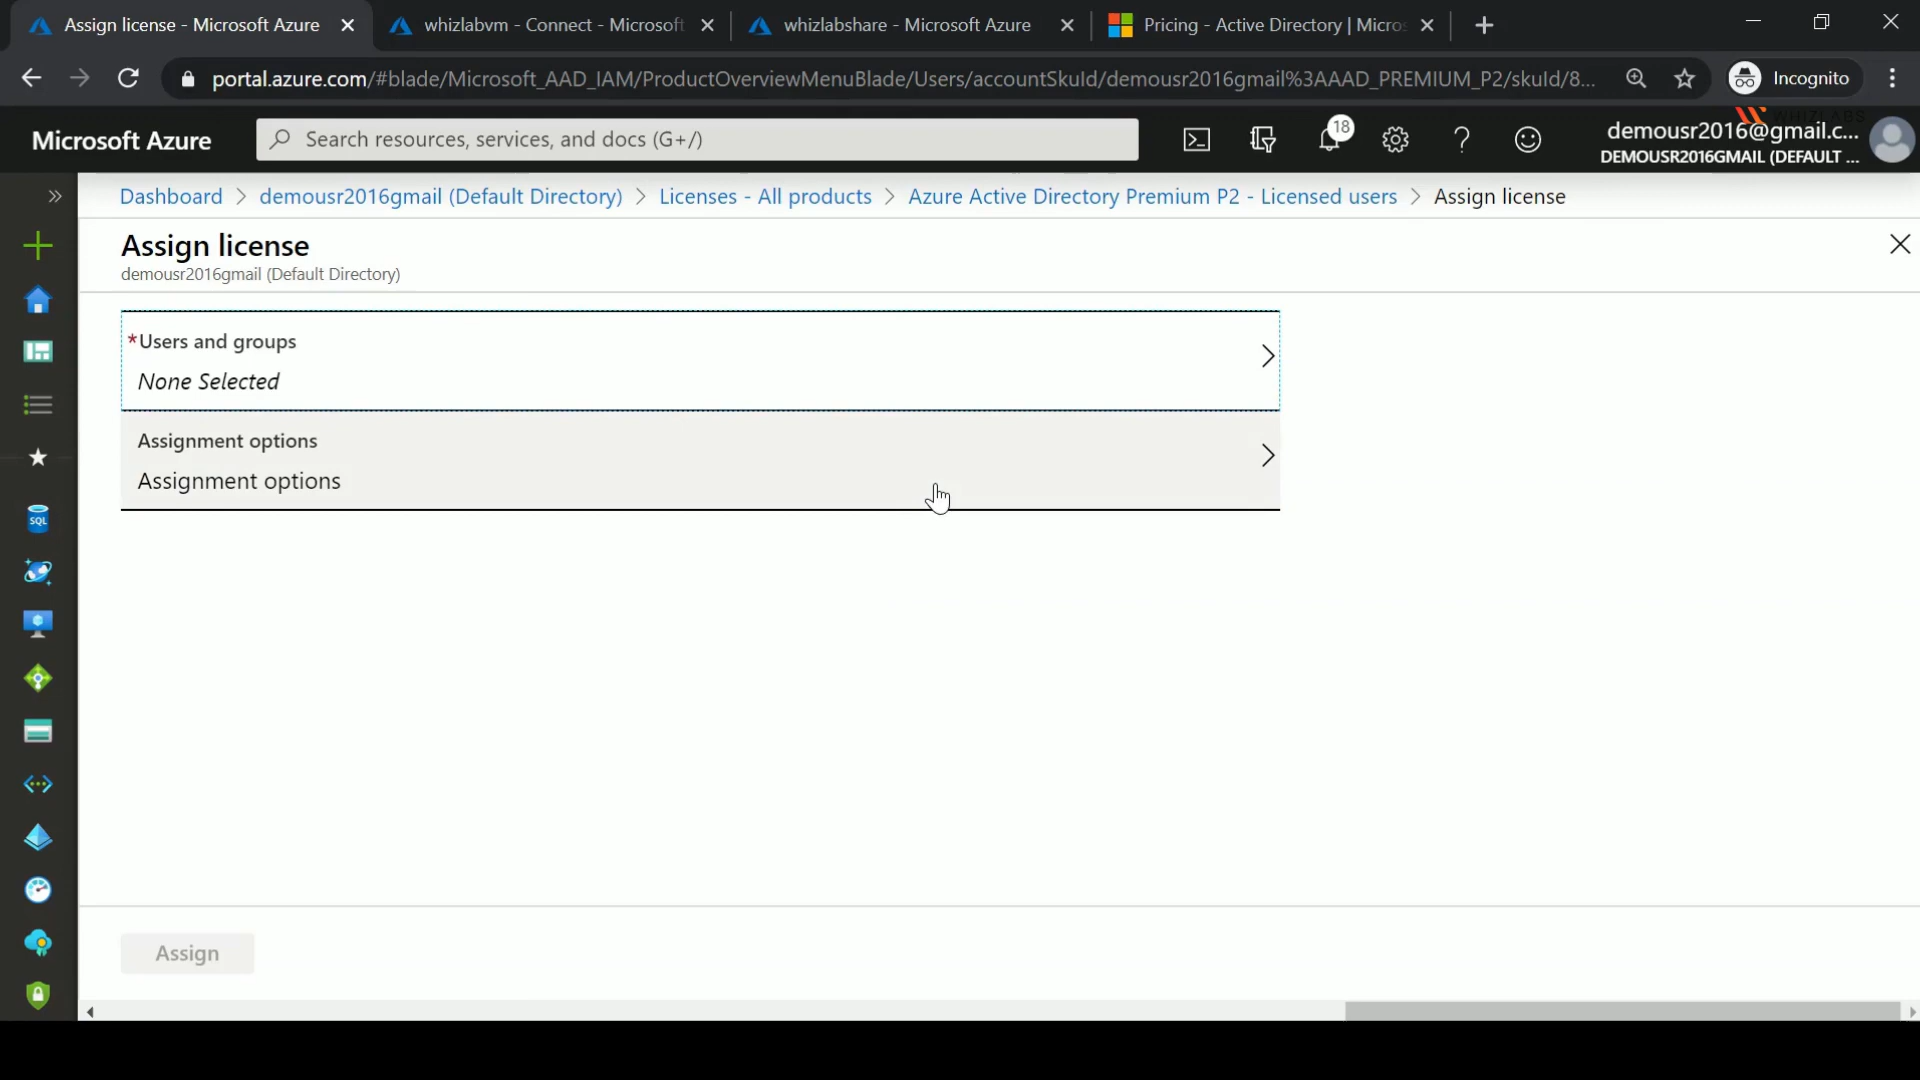 Assign license - Microsoft Azure
whizlabvm - Connect - Microsoft
whizlabshare - Microsoft Azure
Pricing - Active Directory | Micros
portal.azure.com/#blade/Microsoft_AAD_IAM/ProductOverviewMenuBlade/Users/accountSkuId/demousr2016gmail%3AAAD_PREMIUM_P2/skuId/8...
Incognito
WHIZLABS
Microsoft Azure
Search resources, services, and docs (G+/)
18
demousr2016@gmail.c...
DEMOUSR2016GMAIL (DEFAULT ...
Dashboard > demousr2016gmail (Default Directory) > Licenses - All products > Azure Active Directory Premium P2 - Licensed users > Assign license
Assign license
demousr2016gmail (Default Directory)
*Users and groups
None Selected
Assignment options
Assignment options
SQL
Assign